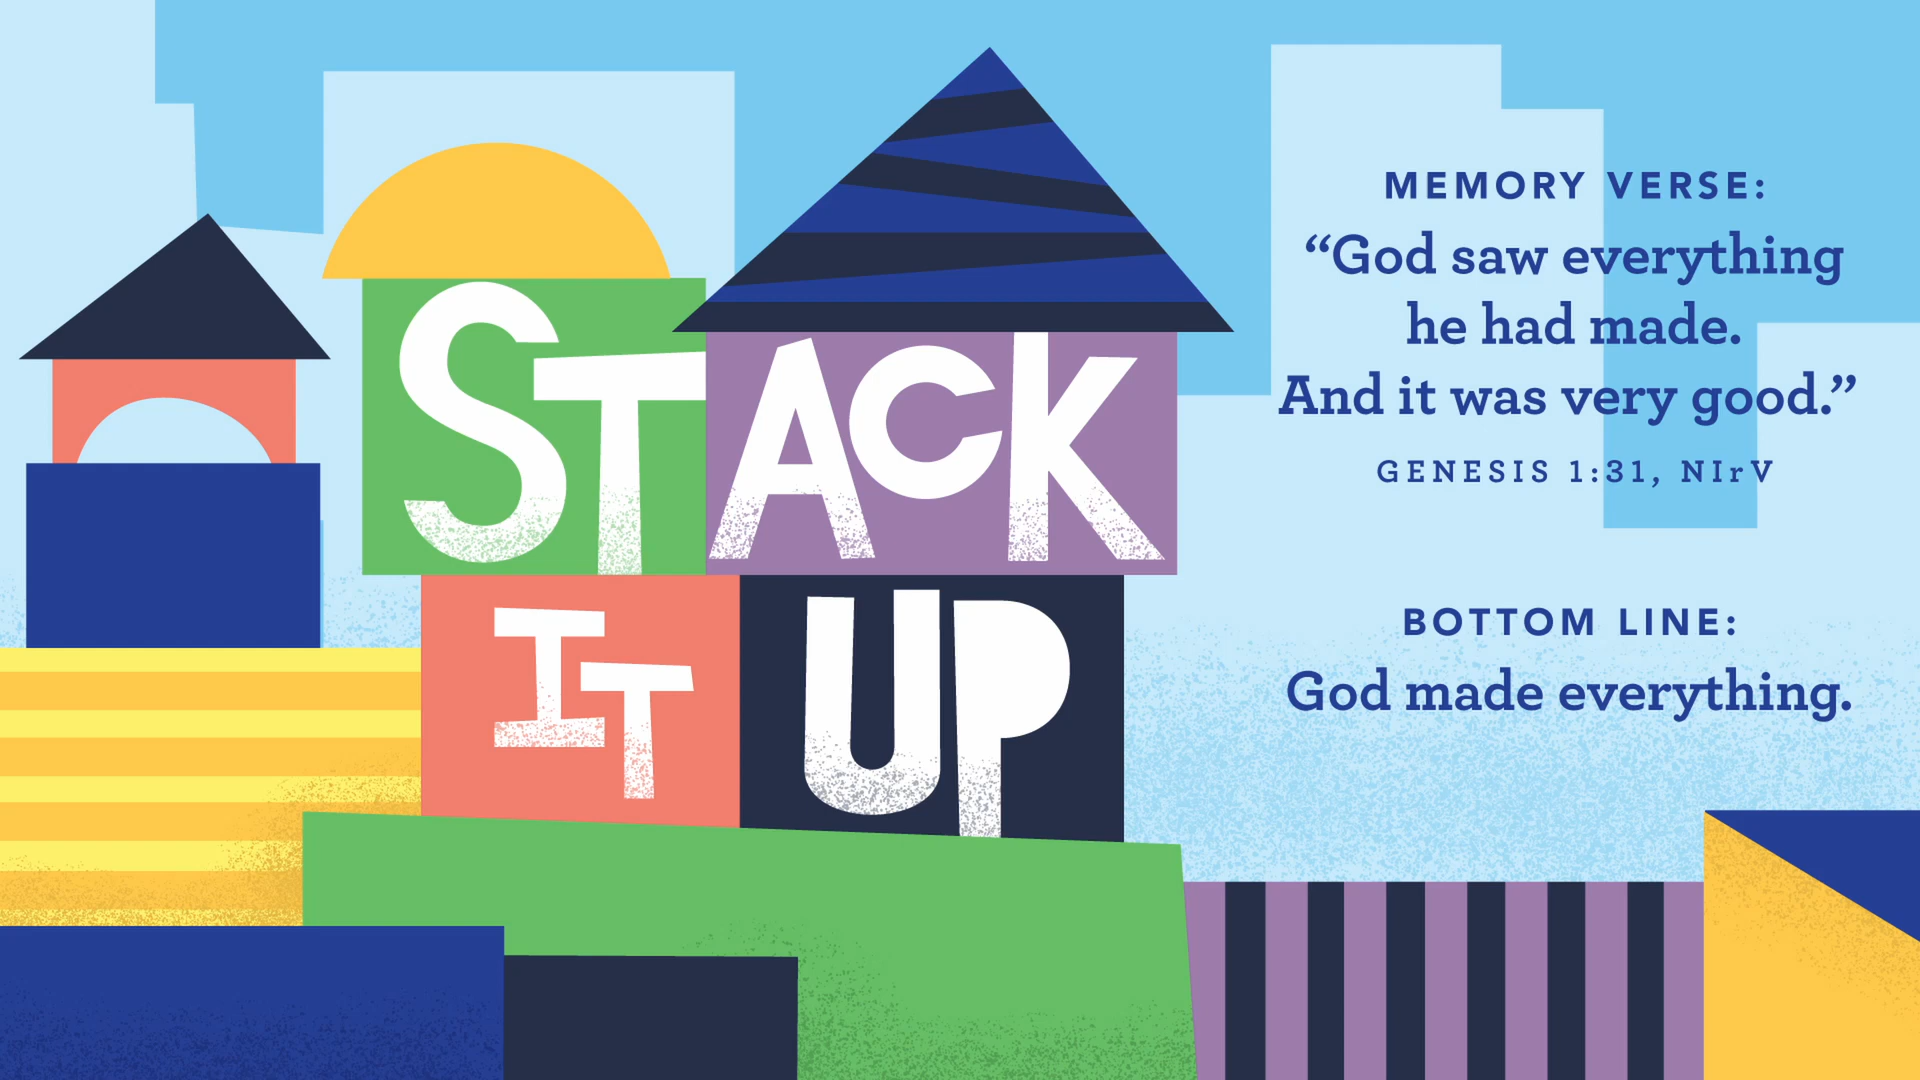 STACK
IT UP
MEMORY VERSE:
“God saw everything
he had made.
And it was very good.”
GENESIS 1:31, NIrV
BOTTOM LINE:
God made everything.